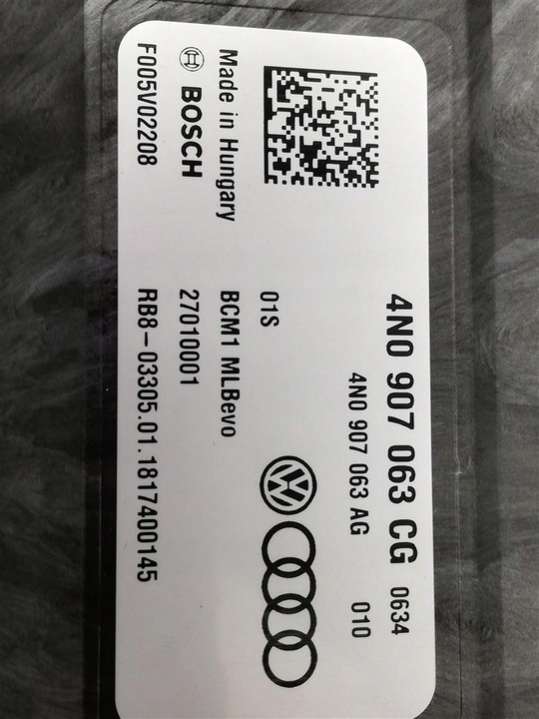 4N0 907 063 CG 0634
4N0 907 063 AG 010
01S
BCM1 MLBevo
27010001
RB8-03305.01.1817400145
Made in Hungary
BOSCH
F005V02208